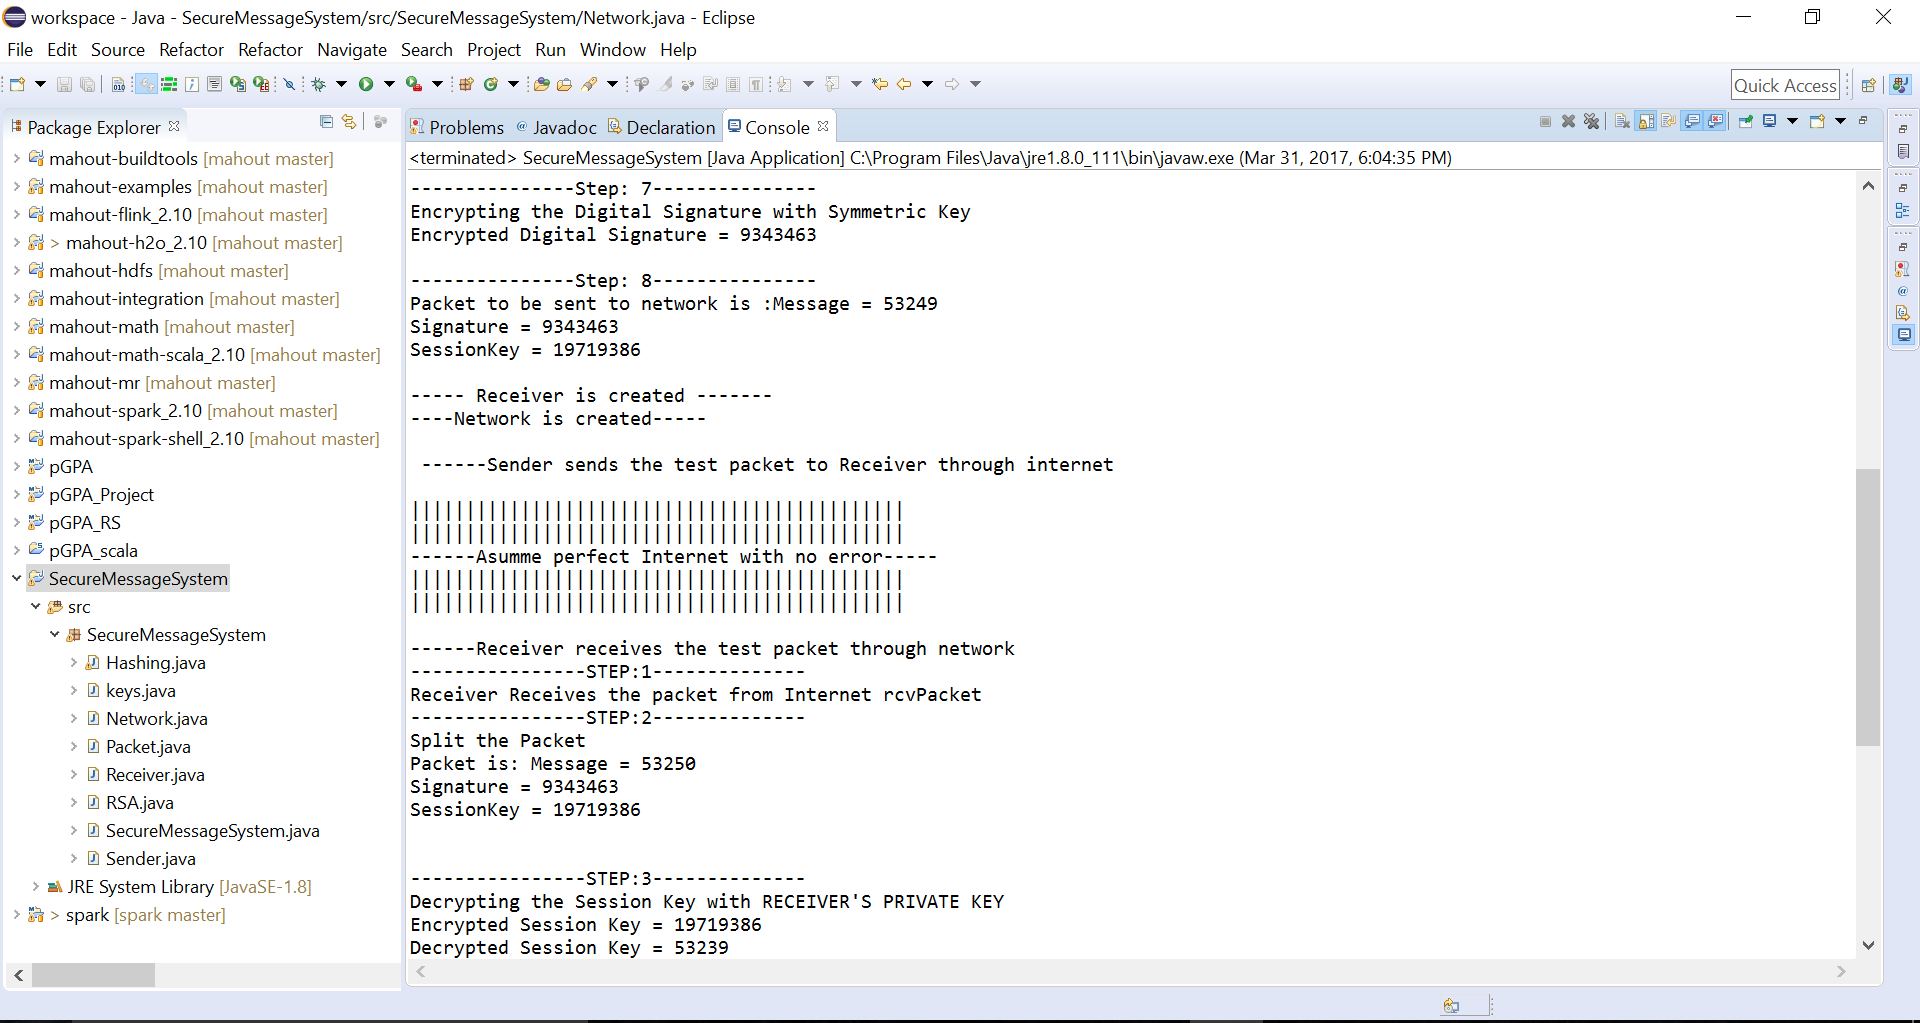 workspace - Java - SecureMessageSystem/src/SecureMessageSystem/Network.java - Eclipse
File Edit Source Refactor Refactor Navigate Search Project Run Window Help
Quick Access
Package Explorer
mahout-buildtools [mahout master]
mahout-examples [mahout master]
mahout-flink_2.10 [mahout master]
> mahout-h2o_2.10 [mahout master]
mahout-hdfs [mahout master]
mahout-integration [mahout master]
mahout-math [mahout master]
mahout-math-scala_2.10 [mahout master]
mahout-mr [mahout master]
mahout-spark_2.10 [mahout master]
mahout-spark-shell_2.10 [mahout master]
pGPA
pGPA_Project
pGPA_RS
pGPA_scala
SecureMessageSystem
src
SecureMessageSystem
Hashing.java
keys.java
Network.java
Packet.java
Receiver.java
RSA.java
SecureMessageSystem.java
Sender.java
JRE System Library [JavaSE-1.8]
> spark [spark master]
Problems @ Javadoc Declaration Console
<terminated> SecureMessageSystem [Java Application] C:\Program Files\Java\jre1.8.0_111\bin\javaw.exe (Mar 31, 2017, 6:04:35 PM)
---------------Step: 7---------------
Encrypting the Digital Signature with Symmetric Key
Encrypted Digital Signature = 9343463
---------------Step: 8---------------
Packet to be sent to network is :Message = 53249
Signature = 9343463
SessionKey = 19719386
----- Receiver is created -------
----Network is created-----
------Sender sends the test packet to Receiver through internet
|||||||||||||||||||||||||||||||||||||||||||||
|||||||||||||||||||||||||||||||||||||||||||||
------Asumme perfect Internet with no error-----
|||||||||||||||||||||||||||||||||||||||||||||
|||||||||||||||||||||||||||||||||||||||||||||
------Receiver receives the test packet through network
----------------STEP:1--------------
Receiver Receives the packet from Internet rcvPacket
----------------STEP:2--------------
Split the Packet
Packet is: Message = 53250
Signature = 9343463
SessionKey = 19719386
----------------STEP:3--------------
Decrypting the Session Key with RECEIVER'S PRIVATE KEY
Encrypted Session Key = 19719386
Decrypted Session Key = 53239